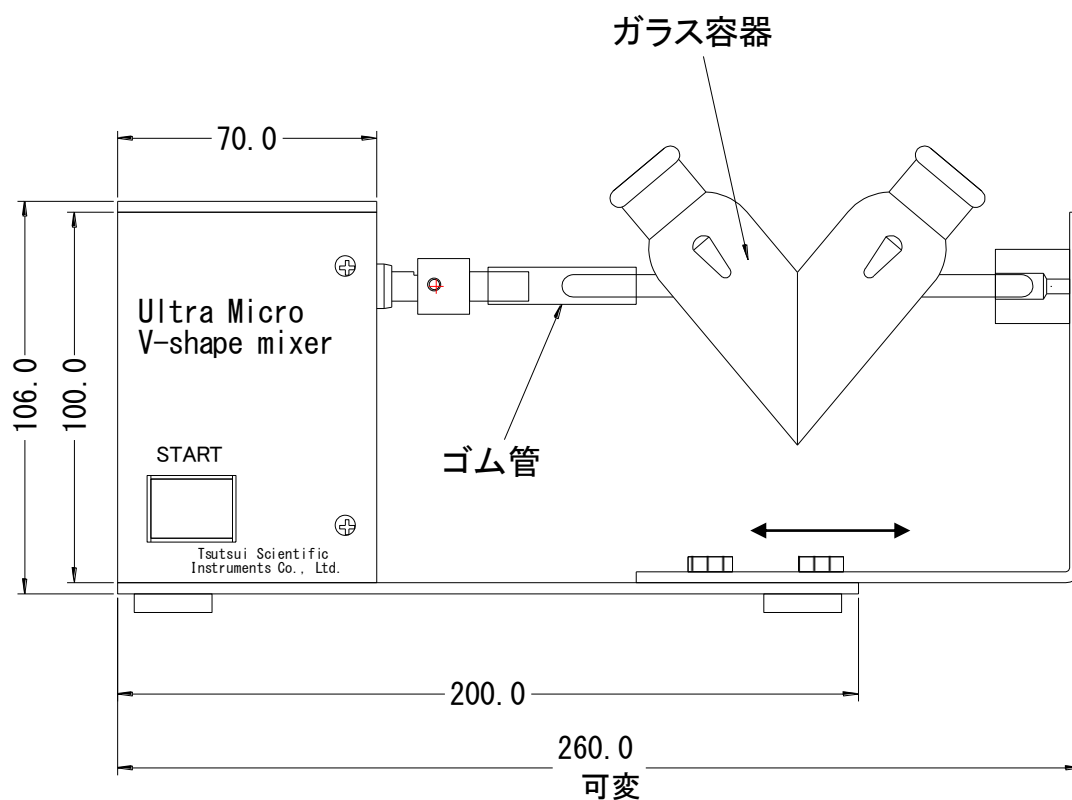 ガラス容器
70.0
106.0
100.0
Ultra Micro
V-shape mixer
ゴム管
START
Tsutsui Scientific
Instruments Co., Ltd.
200.0
260.0
可変